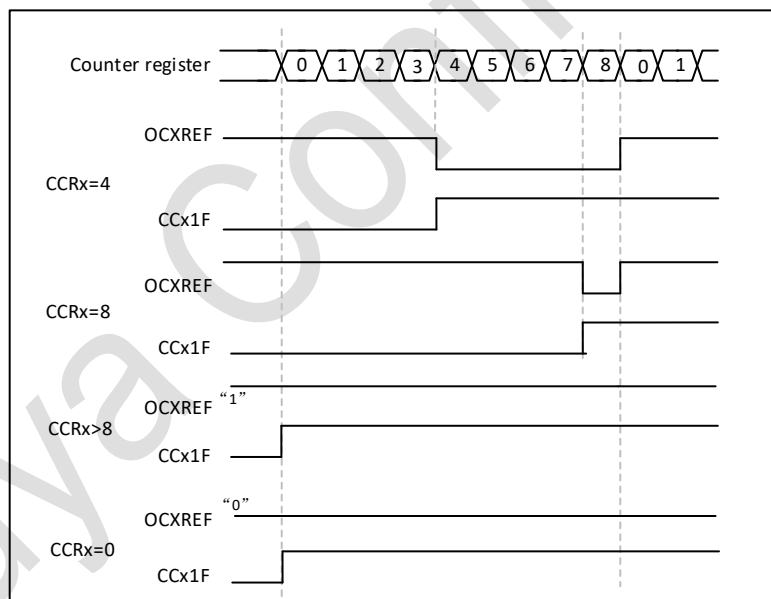 Counter register 0 1 2 3 4 5 6 7 8 0 1
OCXREF
CCRx=4
CCx1F
OCXREF
CCRx=8
CCx1F
OCXREF “1”
CCRx>8
CCx1F
OCXREF “0”
CCRx=0
CCx1F